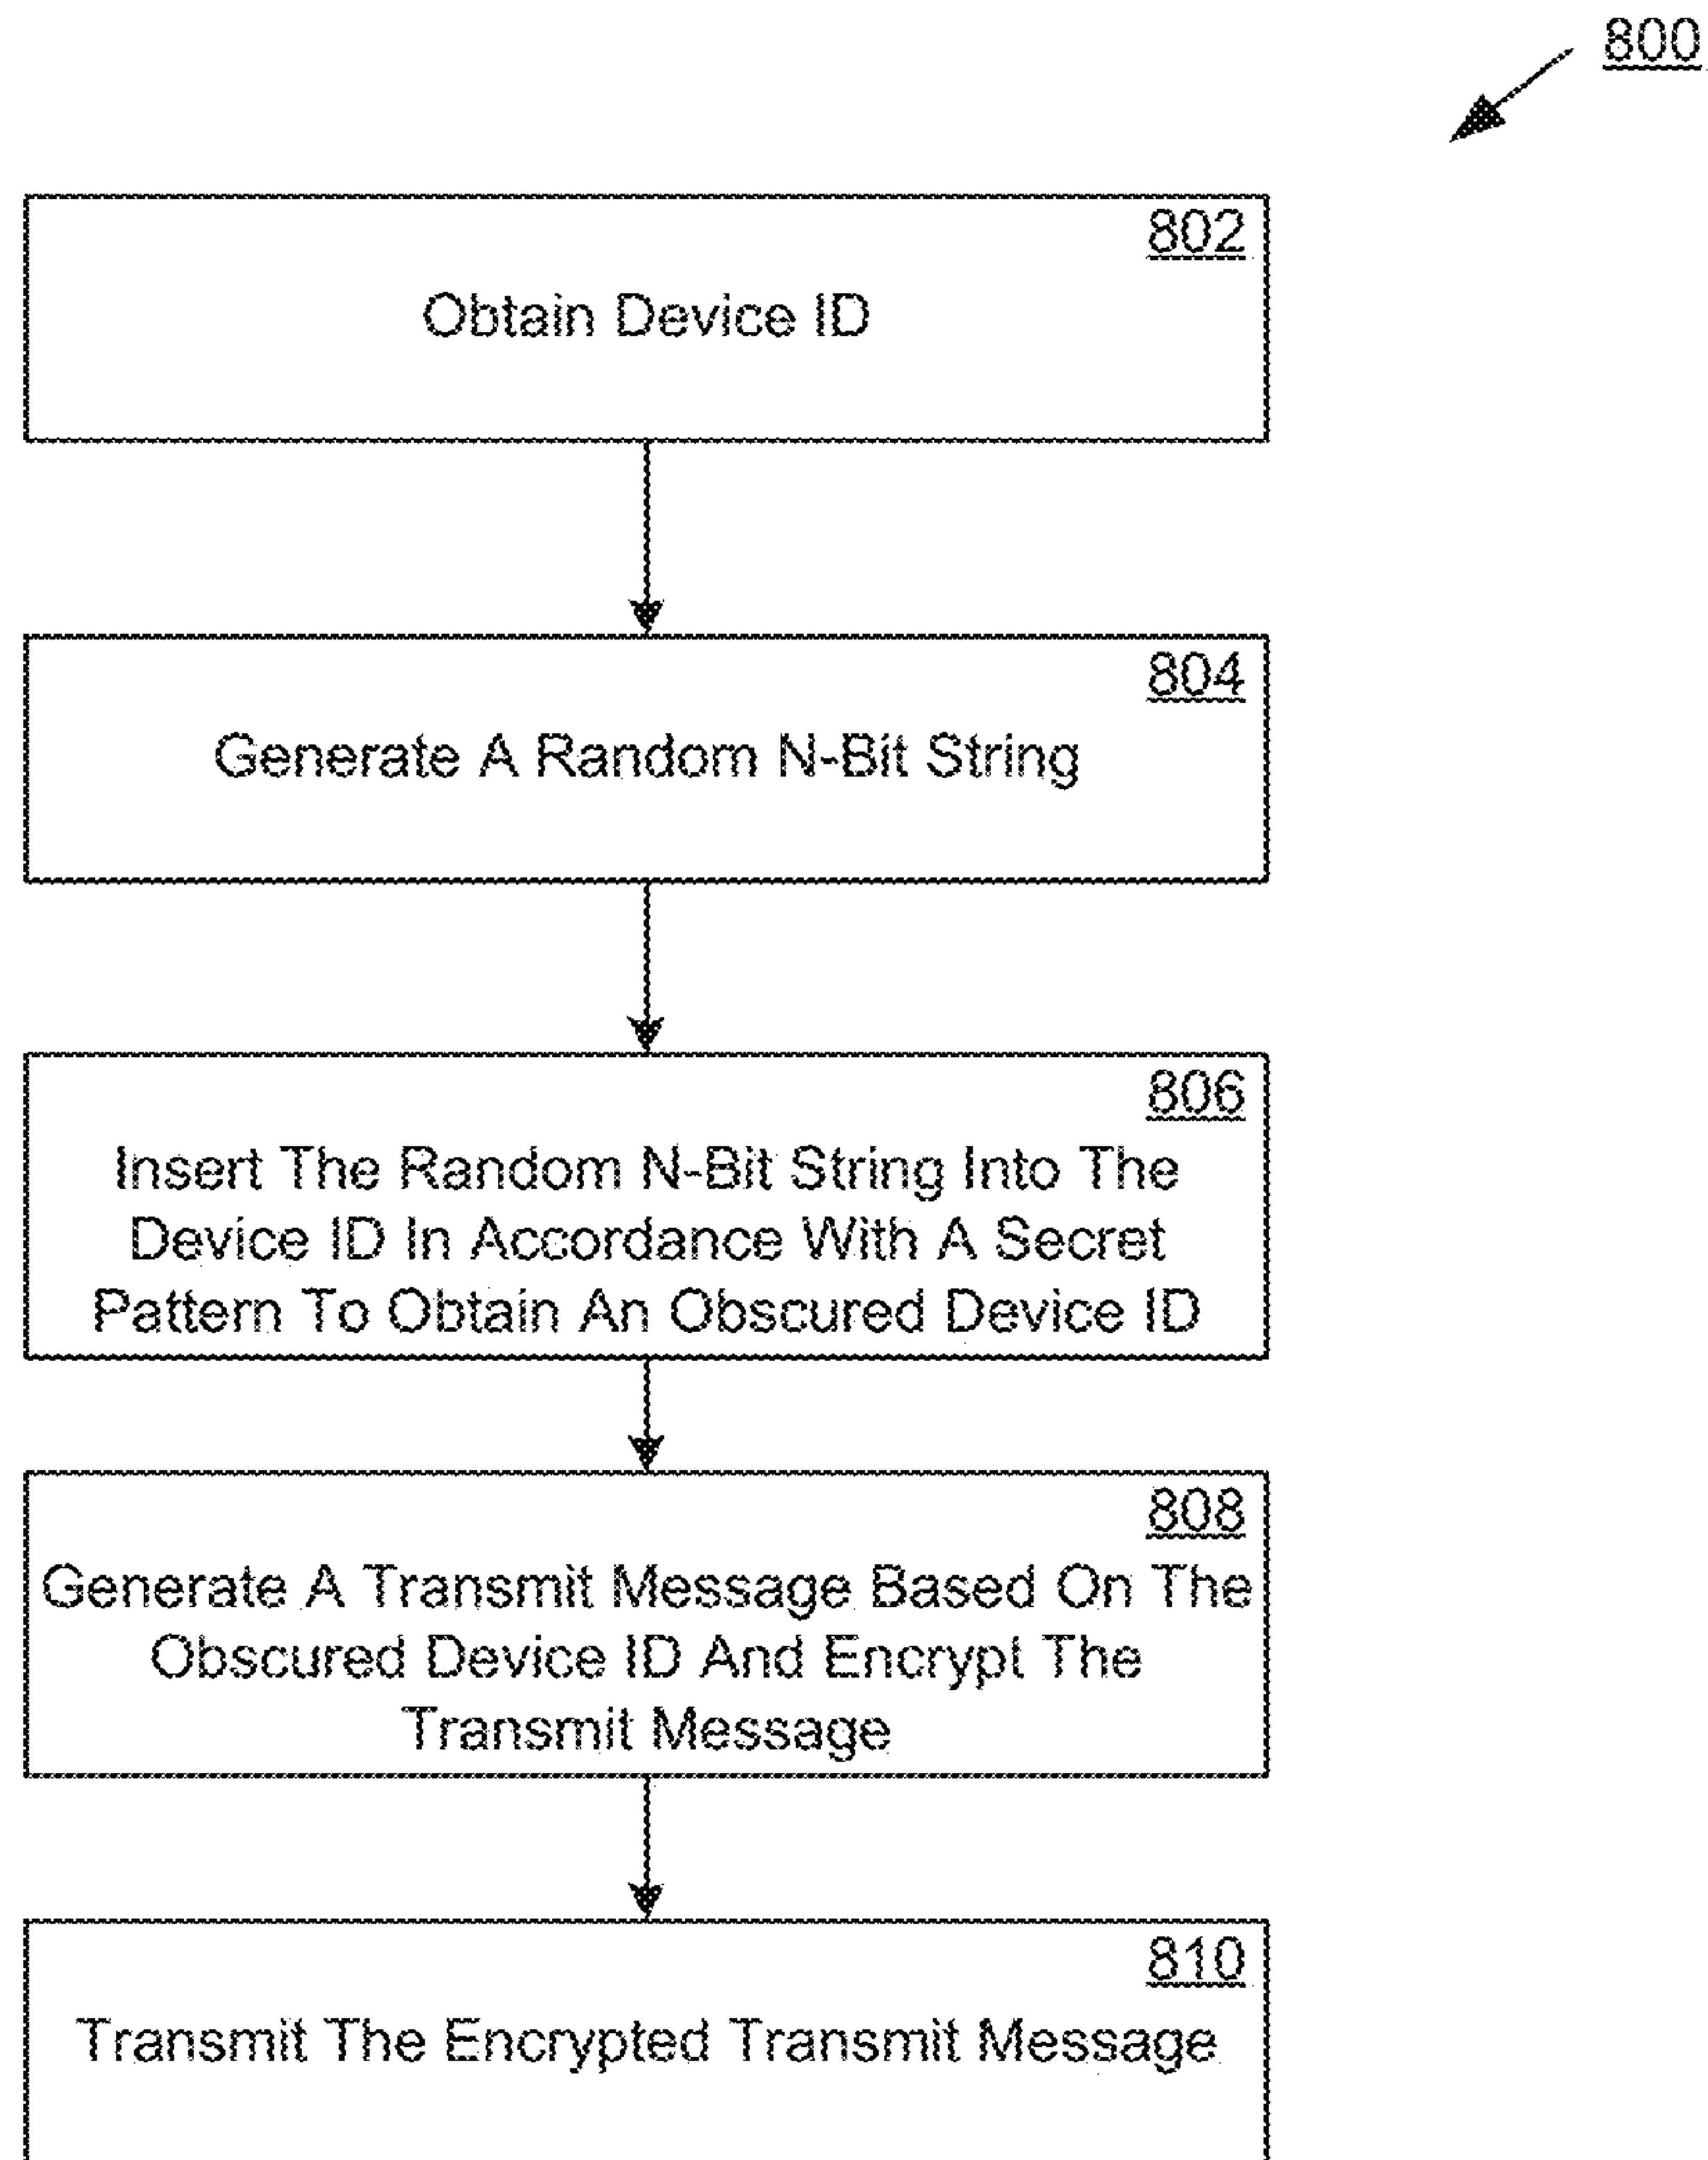 800
802
Obtain Device ID
804
Generate A Random N-Bit String
806
Insert The Random N-Bit String Into The
Device ID In Accordance With A Secret
Pattern To Obtain An Obscured Device ID
808
Generate A Transmit Message Based On The
Obscured Device ID And Encrypt The
Transmit Message
810
Transmit The Encrypted Transmit Message